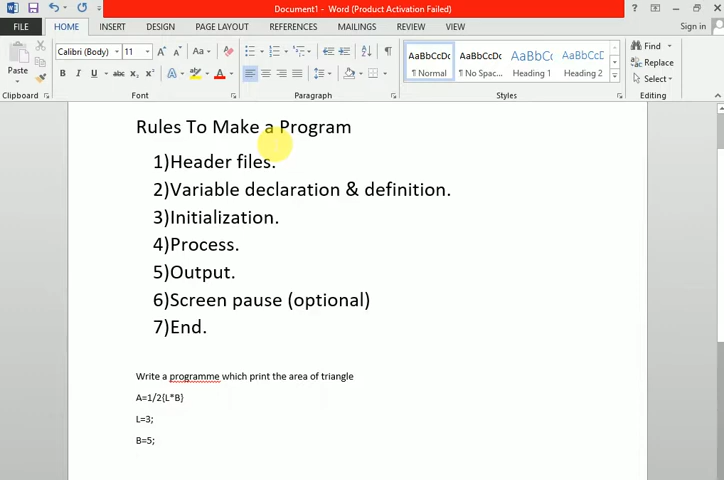 Document1 - Word (Product Activation Failed)
FILE HOME INSERT DESIGN PAGE LAYOUT REFERENCES MAILINGS REVIEW VIEW Sign in
Paste
Calibri (Body) 11
AaBbCcDc AaBbCcDc AaBbCc AaBbCcD
¶ Normal ¶ No Spac... Heading 1 Heading 2
Find
Replace
Select
Clipboard Font Paragraph Styles Editing
Rules To Make a Program
1)Header files.
2)Variable declaration & definition.
3)Initialization.
4)Process.
5)Output.
6)Screen pause (optional)
7)End.
Write a programme which print the area of triangle
A=1/2{L*B}
L=3;
B=5;